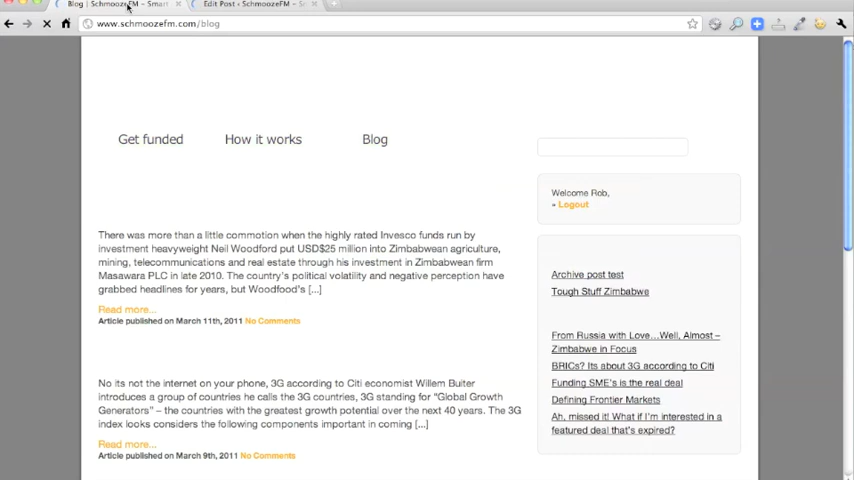 Blog | SchmoozeFM – Smart
Edit Post ‹ SchmoozeFM –
www.schmoozefm.com/blog
Get funded How it works Blog
Welcome Rob,
» Logout
There was more than a little commotion when the highly rated Invesco funds run by
investment heavyweight Neil Woodford put USD$25 million into Zimbabwean agriculture,
mining, telecommunications and real estate through his investment in Zimbabwean firm
Masawara PLC in late 2010. The country's political volatility and negative perception have
grabbed headlines for years, but Woodfood's [...]
Read more...
Article published on March 11th, 2011 No Comments
No its not the internet on your phone, 3G according to Citi economist Willem Buiter
introduces a group of countries he calls the 3G countries, 3G standing for "Global Growth
Generators" – the countries with the greatest growth potential over the next 40 years. The 3G
index looks considers the following components important in coming [...]
Read more...
Article published on March 9th, 2011 No Comments
Archive post test
Tough Stuff Zimbabwe
From Russia with Love…Well, Almost –
Zimbabwe in Focus
BRICs? Its about 3G according to Citi
Funding SME's is the real deal
Defining Frontier Markets
Ah, missed it! What if I'm interested in a
featured deal that's expired?